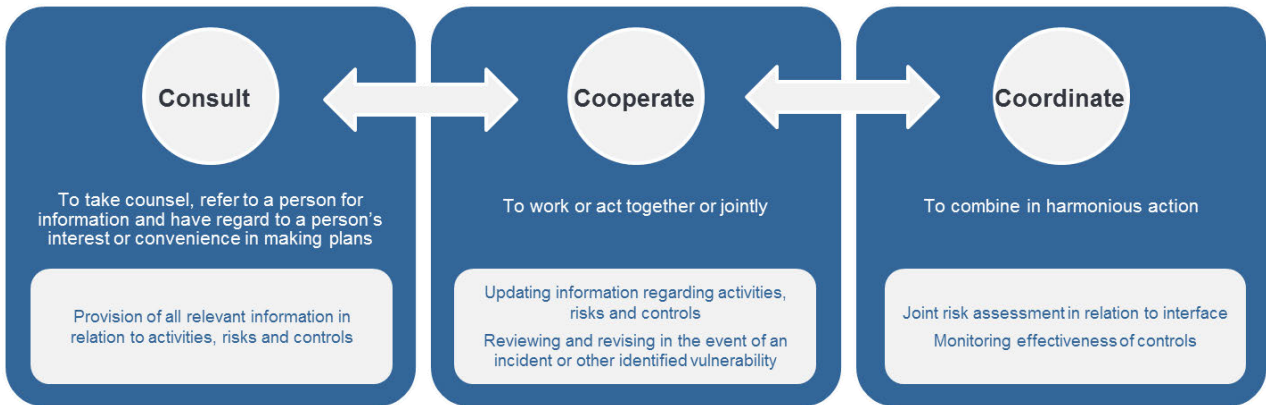 Consult
To take counsel, refer to a person for
information and have regard to a person's
interest or convenience in making plans
Provision of all relevant information in
relation to activities, risks and controls
Cooperate
To work or act together or jointly
Updating information regarding activities,
risks and controls
Reviewing and revising in the event of an
incident or other identified vulnerability
Coordinate
To combine in harmonious action
Joint risk assessment in relation to interface
Monitoring effectiveness of controls